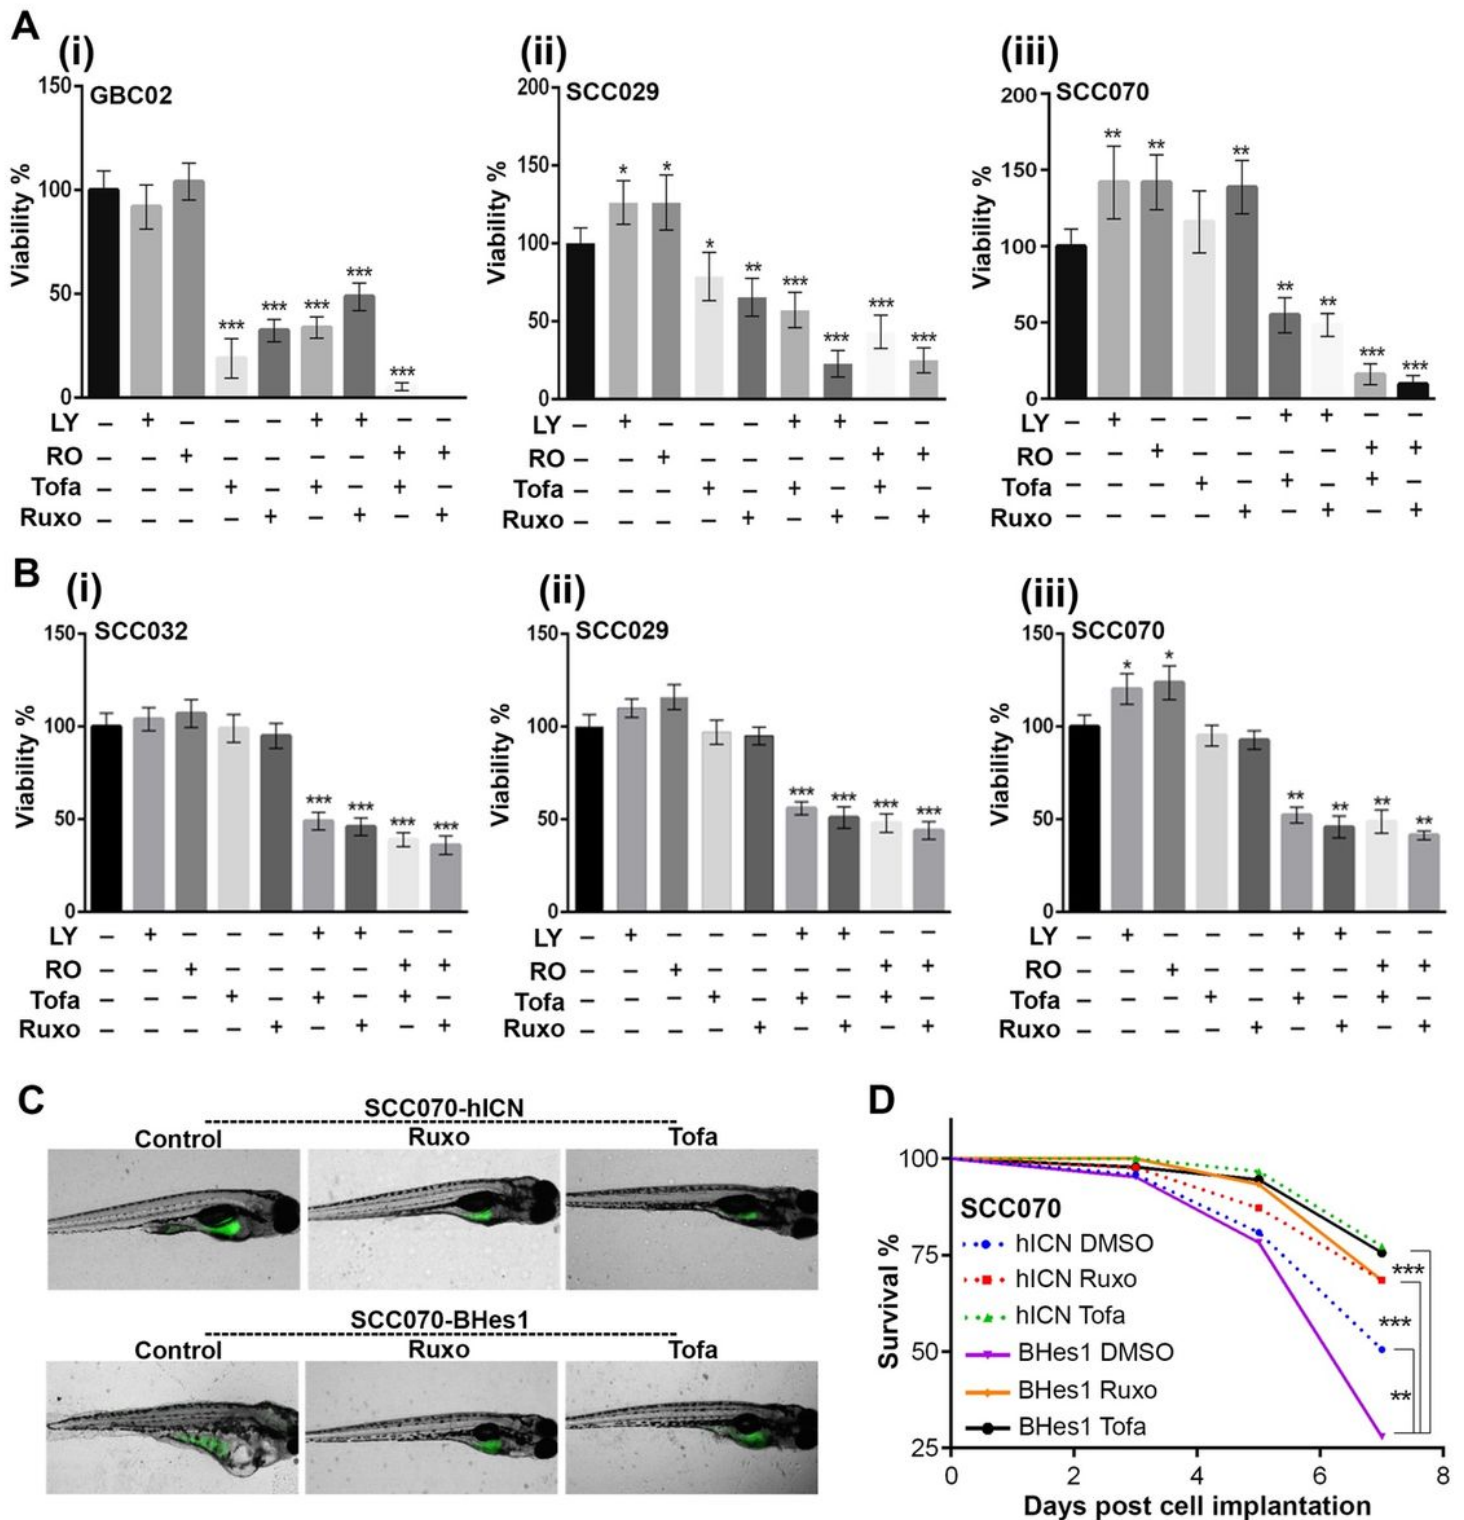 A
(i) (ii) (iii)
GBC02
Viability %
150
100
50
0
*** *** *** *** ***
LY – + – – – + + – –
RO – – + – – – – + +
Tofa – – – + – + – + –
Ruxo – – – – + – + – +
SCC029
Viability %
200
150
100
50
0
* * * ** *** *** *** ***
LY – + – – – + + – –
RO – – + – – – – + +
Tofa – – – + – + – + –
Ruxo – – – – + – + – +
SCC070
Viability %
200
150
100
50
0
** ** ** ** ** *** ***
LY – + – – – + + – –
RO – – + – – – – + +
Tofa – – – + – + – + –
Ruxo – – – – + – + – +
B
(i) (ii) (iii)
SCC032
Viability %
150
100
50
0
*** *** *** ***
LY – + – – – + + – –
RO – – + – – – – + +
Tofa – – – + – + – + –
Ruxo – – – – + – + – +
SCC029
Viability %
150
100
50
0
*** *** *** ***
LY – + – – – + + – –
RO – – + – – – – + +
Tofa – – – + – + – + –
Ruxo – – – – + – + – +
SCC070
Viability %
150
100
50
0
* * ** ** ** **
LY – + – – – + + – –
RO – – + – – – – + +
Tofa – – – + – + – + –
Ruxo – – – – + – + – +
C
SCC070-hICN
Control Ruxo Tofa
SCC070-BHes1
Control Ruxo Tofa
D
Survival %
100
75
50
25
SCC070
hICN DMSO
hICN Ruxo
hICN Tofa
BHes1 DMSO
BHes1 Ruxo
BHes1 Tofa
***
***
**
0 2 4 6 8
Days post cell implantation